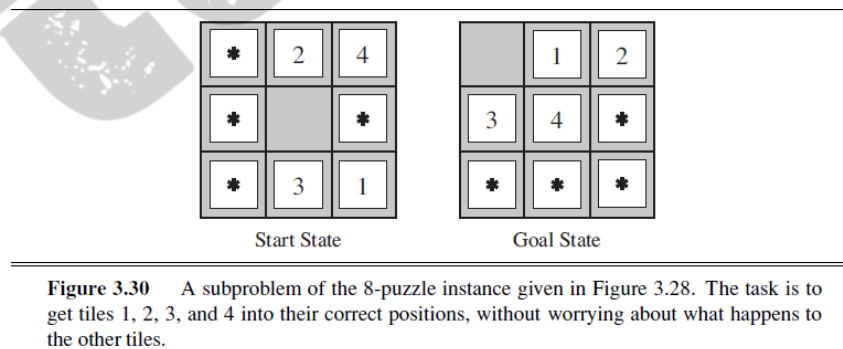 * 2 4 1 2
* * 3 4 *
* 3 1 * * *
Start State Goal State
Figure 3.30 A subproblem of the 8-puzzle instance given in Figure 3.28. The task is to
get tiles 1, 2, 3, and 4 into their correct positions, without worrying about what happens to
the other tiles.